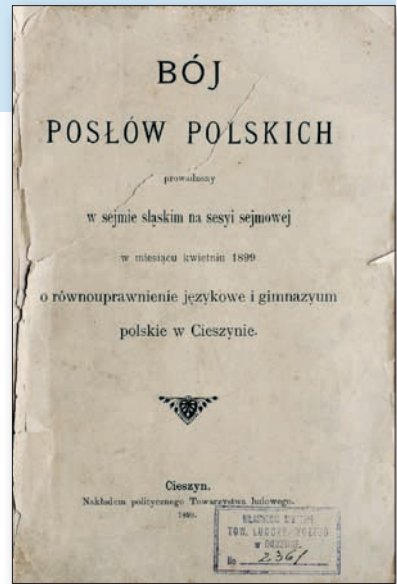 BÓJ
POSŁÓW POLSKICH
prowadzony
w sejmie śląskim na sesyi sejmowej
w miesiącu kwietniu 1899
o równouprawnienie językowe i gimnazyum
polskie w Cieszynie.
Cieszyn.
Nakładem politycznego Towarzystwa ludowego.
1899.
TOW.
w
No 2361